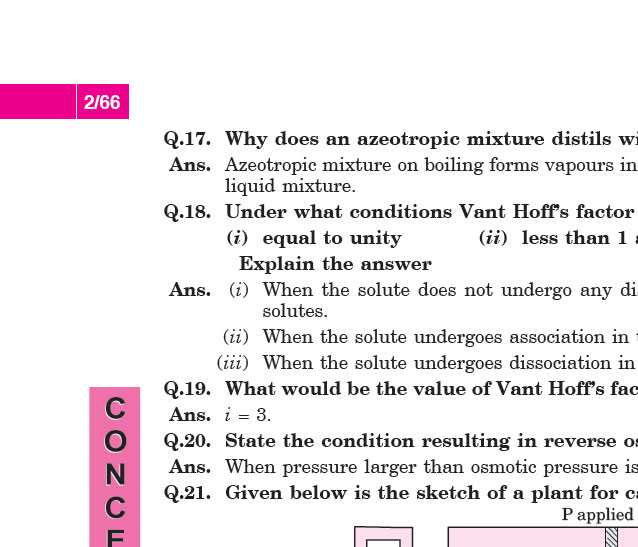 2/66
Q.17. Why does an azeotropic mixture distils
Ans. Azeotropic mixture on boiling forms vapours in
liquid mixture.
Q.18. Under what conditions Vant Hoff's factor
(i) equal to unity (ii) less than 1
Explain the answer
Ans. (i) When the solute does not undergo any
solutes.
(ii) When the solute undergoes association in
(iii) When the solute undergoes dissociation in
Q.19. What would be the value of Vant Hoff's
Ans. i = 3.
Q.20. State the condition resulting in reverse
Ans. When pressure larger than osmotic pressure is
Q.21. Given below is the sketch of a plant for
P applied
C
O
N
C
E